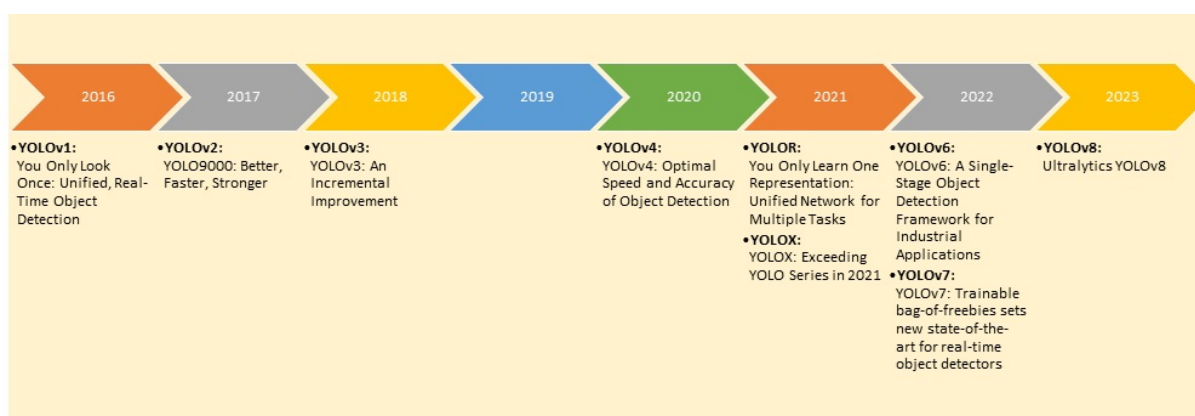 2016
2017
2018
2019
2020
2021
2022
2023
•YOLOv1:
You Only Look
Once: Unified, Real-
Time Object
Detection
•YOLOv2:
YOLO9000: Better,
Faster, Stronger
•YOLOv3:
YOLOv3: An
Incremental
Improvement
•YOLOv4:
YOLOv4: Optimal
Speed and Accuracy
of Object Detection
•YOLOR:
You Only Learn One
Representation:
Unified Network for
Multiple Tasks
•YOLOX:
YOLOX: Exceeding
YOLO Series in 2021
•YOLOv6:
YOLOv6: A Single-
Stage Object
Detection
Framework for
Industrial
Applications
•YOLOv7:
YOLOv7: Trainable
bag-of-freebies sets
new state-of-the-
art for real-time
object detectors
•YOLOv8:
Ultralytics YOLOv8